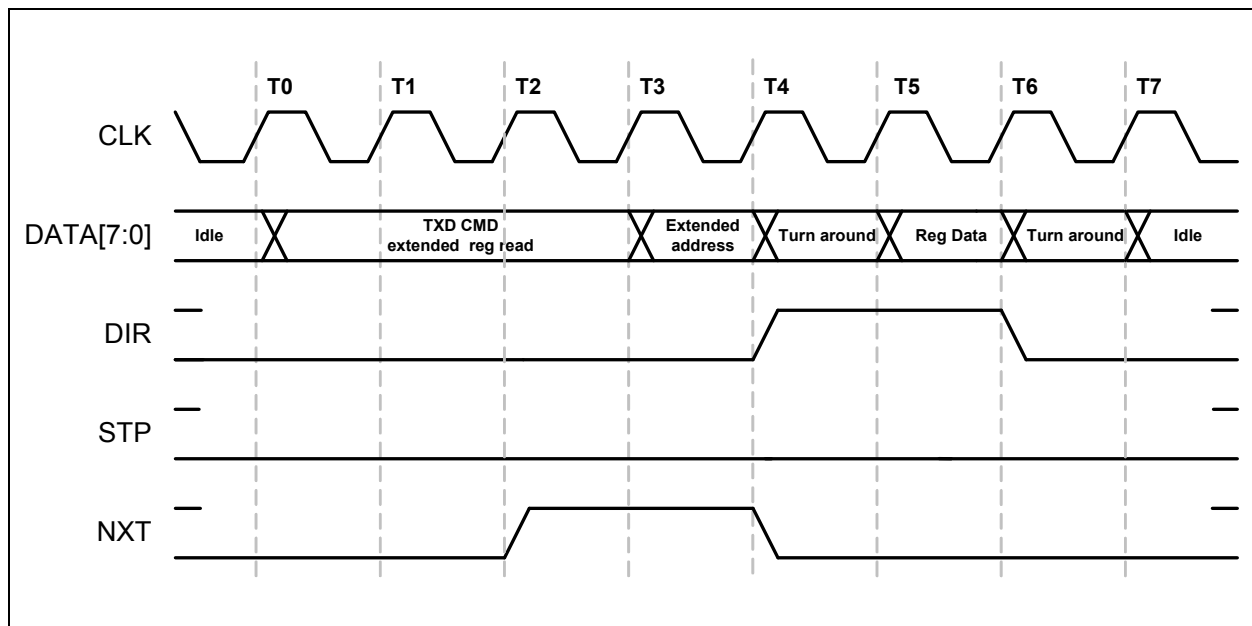 T0 T1 T2 T3 T4 T5 T6 T7
CLK
DATA[7:0]
Idle
TXD CMD
extended reg read
Extended
address
Turn around
Reg Data
Turn around
Idle
DIR
STP
NXT